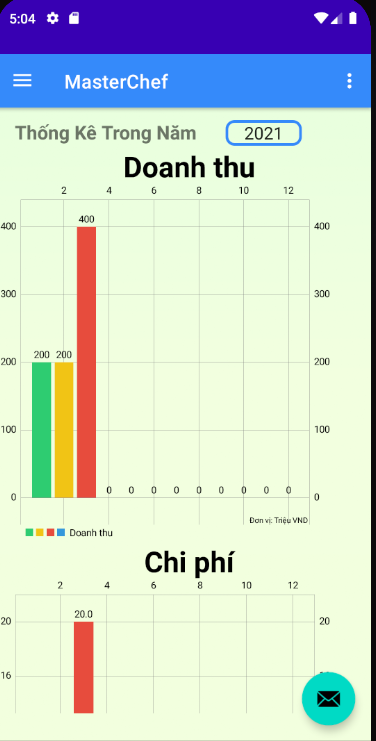 5:04
MasterChef
Thống Kê Trong Năm 2021
Doanh thu
2 4 6 8 10 12
400 400 400
300 300
200 200 200 200
100 100
0 0 0 0 0 0 0 0 0 0 0
Đơn vị: Triệu VND
Doanh thu
Chi phí
2 4 6 8 10 12
20 20.0 20
16